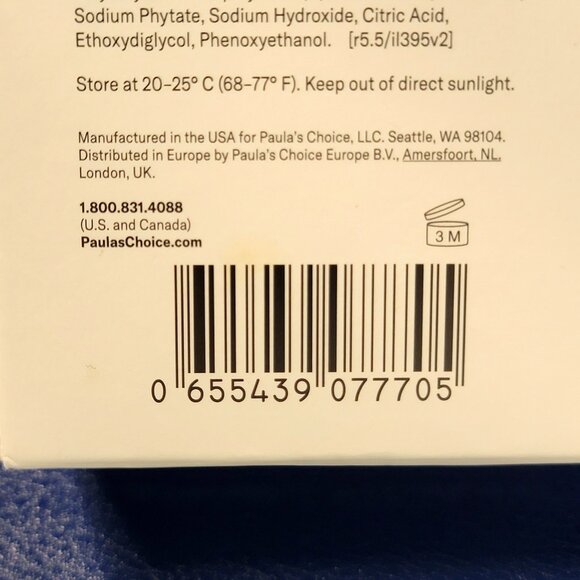 Sodium Phytate, Sodium Hydroxide, Citric Acid,
Ethoxydiglycol, Phenoxyethanol. [r5.5/il395v2]
Store at 20–25° C (68–77° F). Keep out of direct sunlight.
Manufactured in the USA for Paula's Choice, LLC. Seattle, WA 98104.
Distributed in Europe by Paula's Choice Europe B.V., Amersfoort, NL,
London, UK.
1.800.831.4088
(U.S. and Canada)
PaulasChoice.com
3 M
0 655439 077705